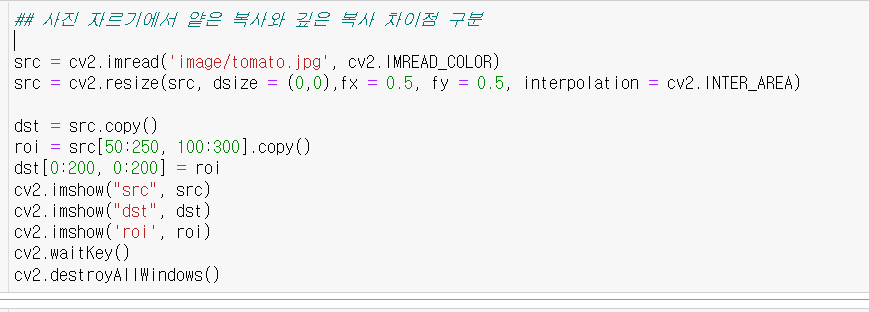 ## 사진 자르기에서 얕은 복사와 깊은 복사 차이점 구분
src = cv2.imread('image/tomato.jpg', cv2.IMREAD_COLOR)
src = cv2.resize(src, dsize = (0,0),fx = 0.5, fy = 0.5, interpolation = cv2.INTER_AREA)
dst = src.copy()
roi = src[50:250, 100:300].copy()
dst[0:200, 0:200] = roi
cv2.imshow("src", src)
cv2.imshow("dst", dst)
cv2.imshow('roi', roi)
cv2.waitKey()
cv2.destroyAllWindows()